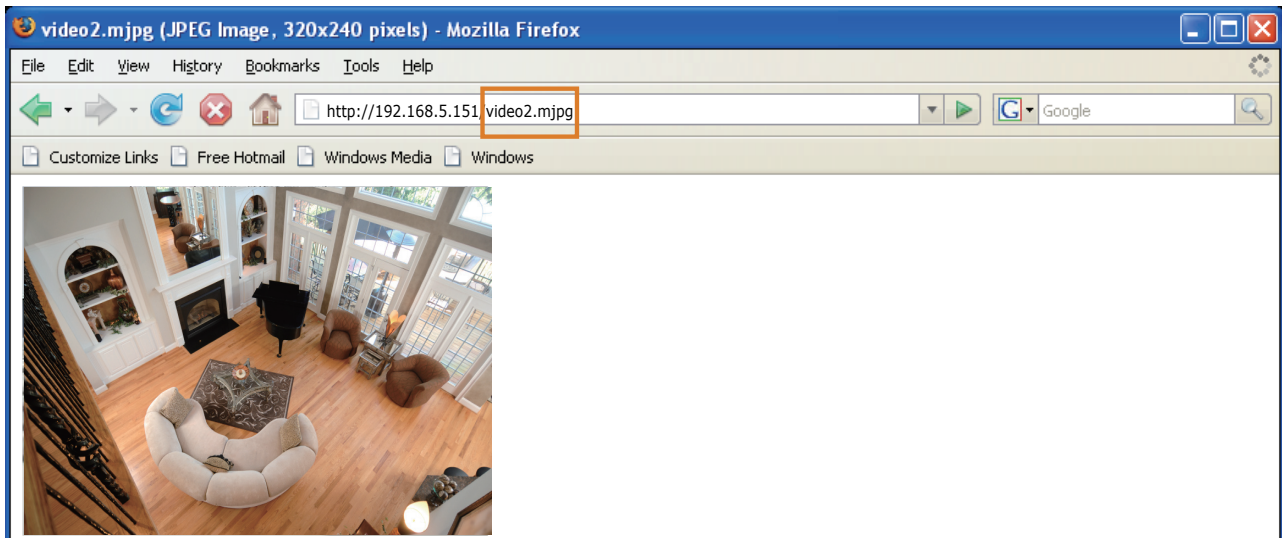 video2.mjpg (JPEG Image, 320x240 pixels) - Mozilla Firefox
File Edit View History Bookmarks Tools Help
http://192.168.5.151/video2.mjpg G Google
Customize Links Free Hotmail Windows Media Windows